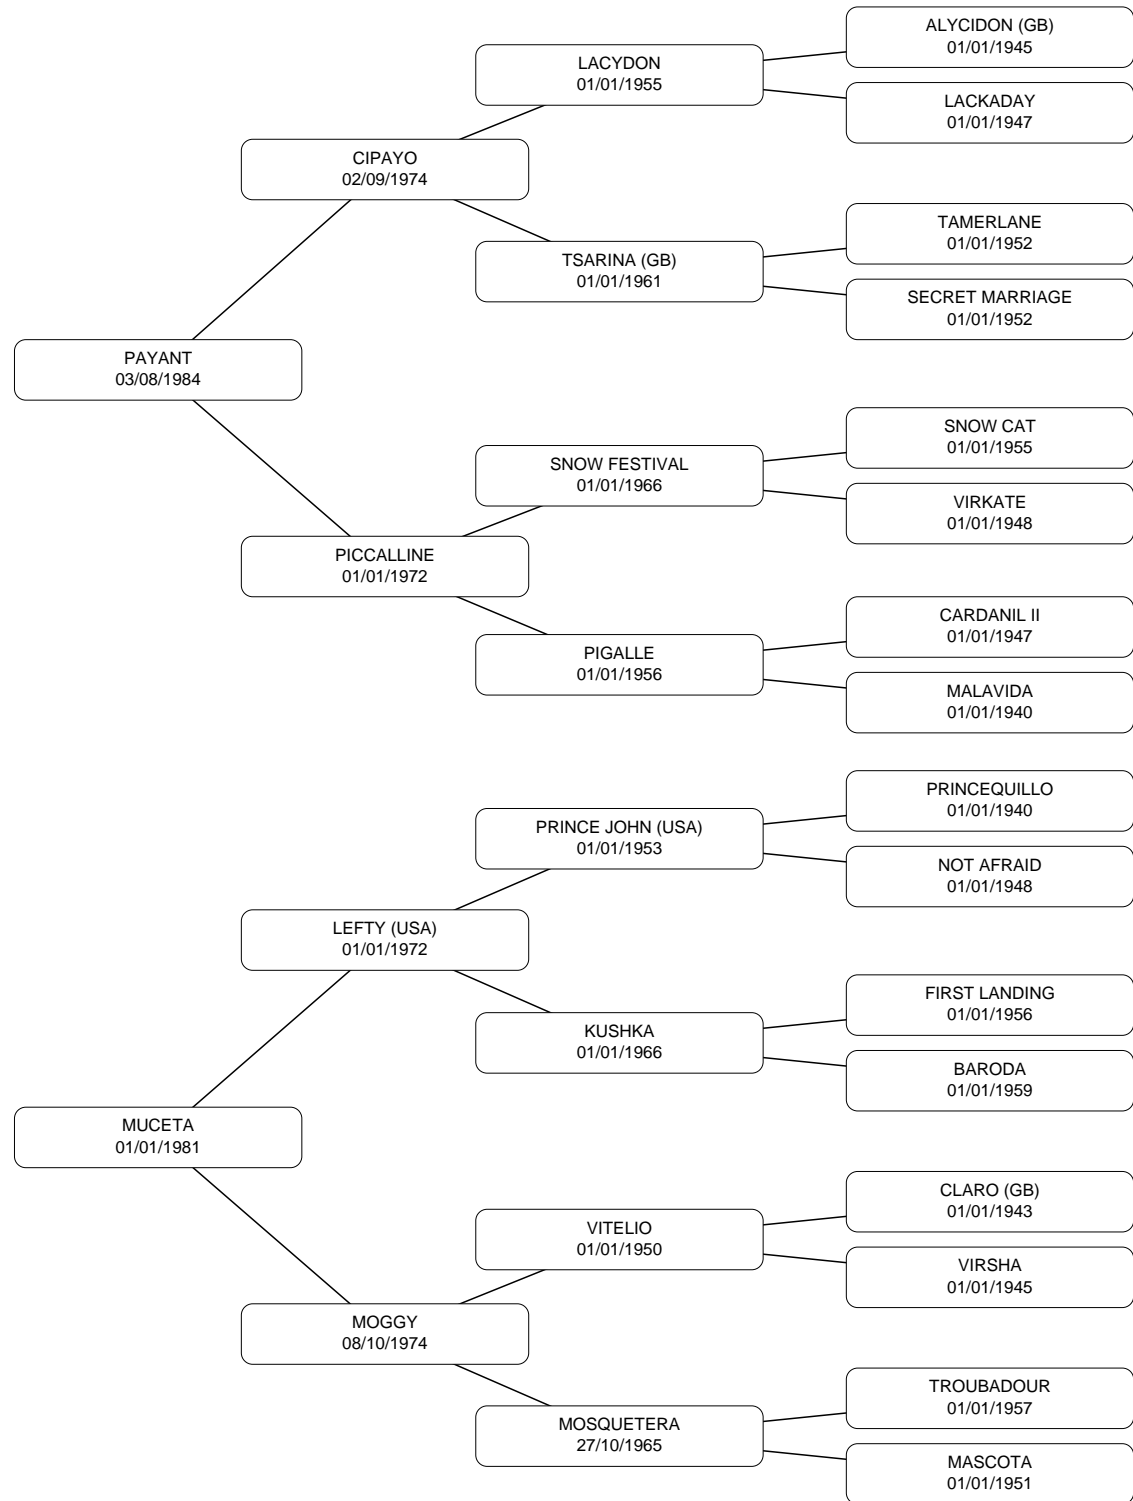 ALYCIDON (GB)
01/01/1945
LACYDON
01/01/1955
LACKADAY
01/01/1947
CIPAYO
02/09/1974
TAMERLANE
01/01/1952
TSARINA (GB)
01/01/1961
SECRET MARRIAGE
01/01/1952
PAYANT
03/08/1984
SNOW CAT
01/01/1955
SNOW FESTIVAL
01/01/1966
VIRKATE
01/01/1948
PICCALLINE
01/01/1972
CARDANIL II
01/01/1947
PIGALLE
01/01/1956
MALAVIDA
01/01/1940
PRINCEQUILLO
01/01/1940
PRINCE JOHN (USA)
01/01/1953
NOT AFRAID
01/01/1948
LEFTY (USA)
01/01/1972
FIRST LANDING
01/01/1956
KUSHKA
01/01/1966
BARODA
01/01/1959
MUCETA
01/01/1981
CLARO (GB)
01/01/1943
VITELIO
01/01/1950
VIRSHA
01/01/1945
MOGGY
08/10/1974
TROUBADOUR
01/01/1957
MOSQUETERA
27/10/1965
MASCOTA
01/01/1951